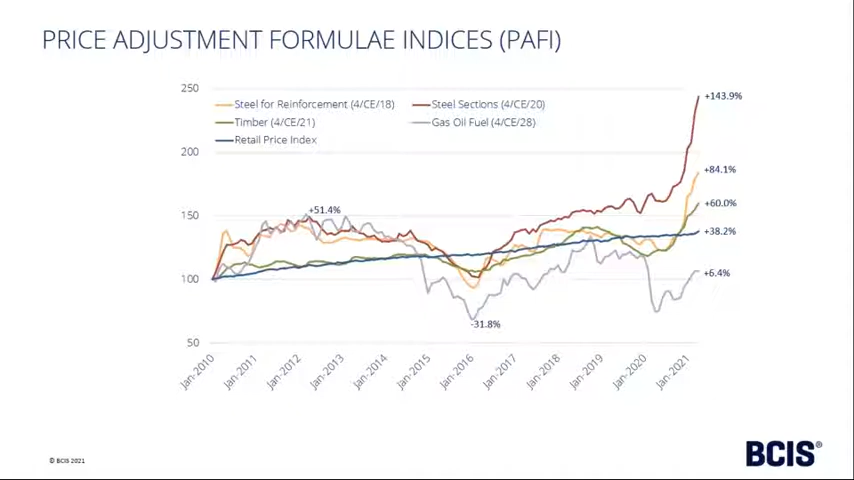 PRICE ADJUSTMENT FORMULAE INDICES (PAFI)
250
200
150
100
50
Steel for Reinforcement (4/CE/18)
Steel Sections (4/CE/20)
Timber (4/CE/21)
Gas Oil Fuel (4/CE/28)
Retail Price Index
+143.9%
+84.1%
+60.0%
+51.4%
+38.2%
+6.4%
-31.8%
Jan-2010
Jan-2011
Jan-2012
Jan-2013
Jan-2014
Jan-2015
Jan-2016
Jan-2017
Jan-2018
Jan-2019
Jan-2020
Jan-2021
© BCIS 2021
BCIS®